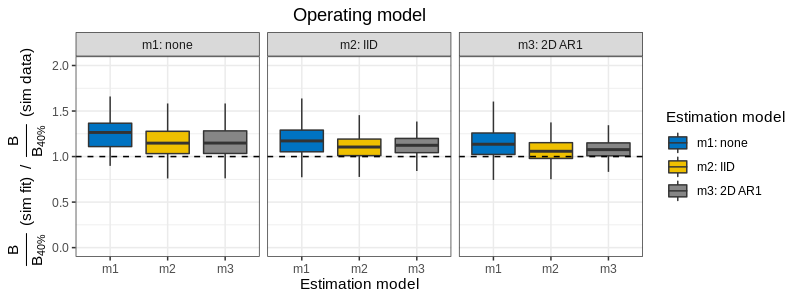 Operating model
m1: none
m2: IID
m3: 2D AR1
B/B40% (sim fit) / B/B40% (sim data)
2.0
1.5
1.0
0.5
0.0
m1 m2 m3
m1 m2 m3
m1 m2 m3
Estimation model
Estimation model
m1: none
m2: IID
m3: 2D AR1